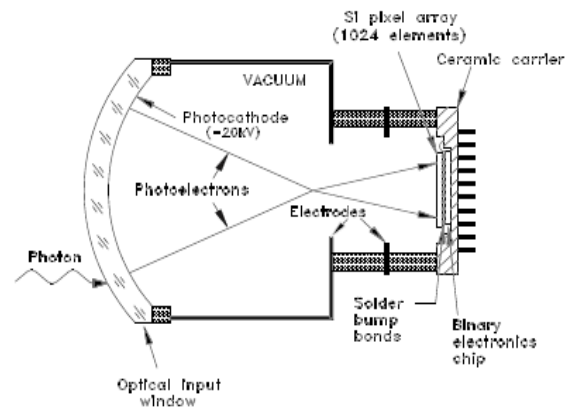 Si pixel array
(1024 elements)
Ceramic carrier
VACUUM
Photocathode
(-20kV)
Photoelectrons
Electrodes
Photon
Optical input
window
Solder
bump
bonds
Binary
electronics
chip